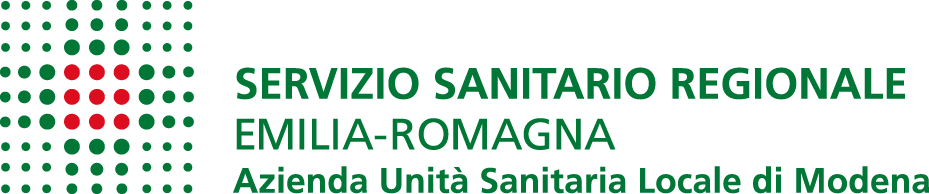 SERVIZIO SANITARIO REGIONALE
EMILIA-ROMAGNA
Azienda Unità Sanitaria Locale di Modena